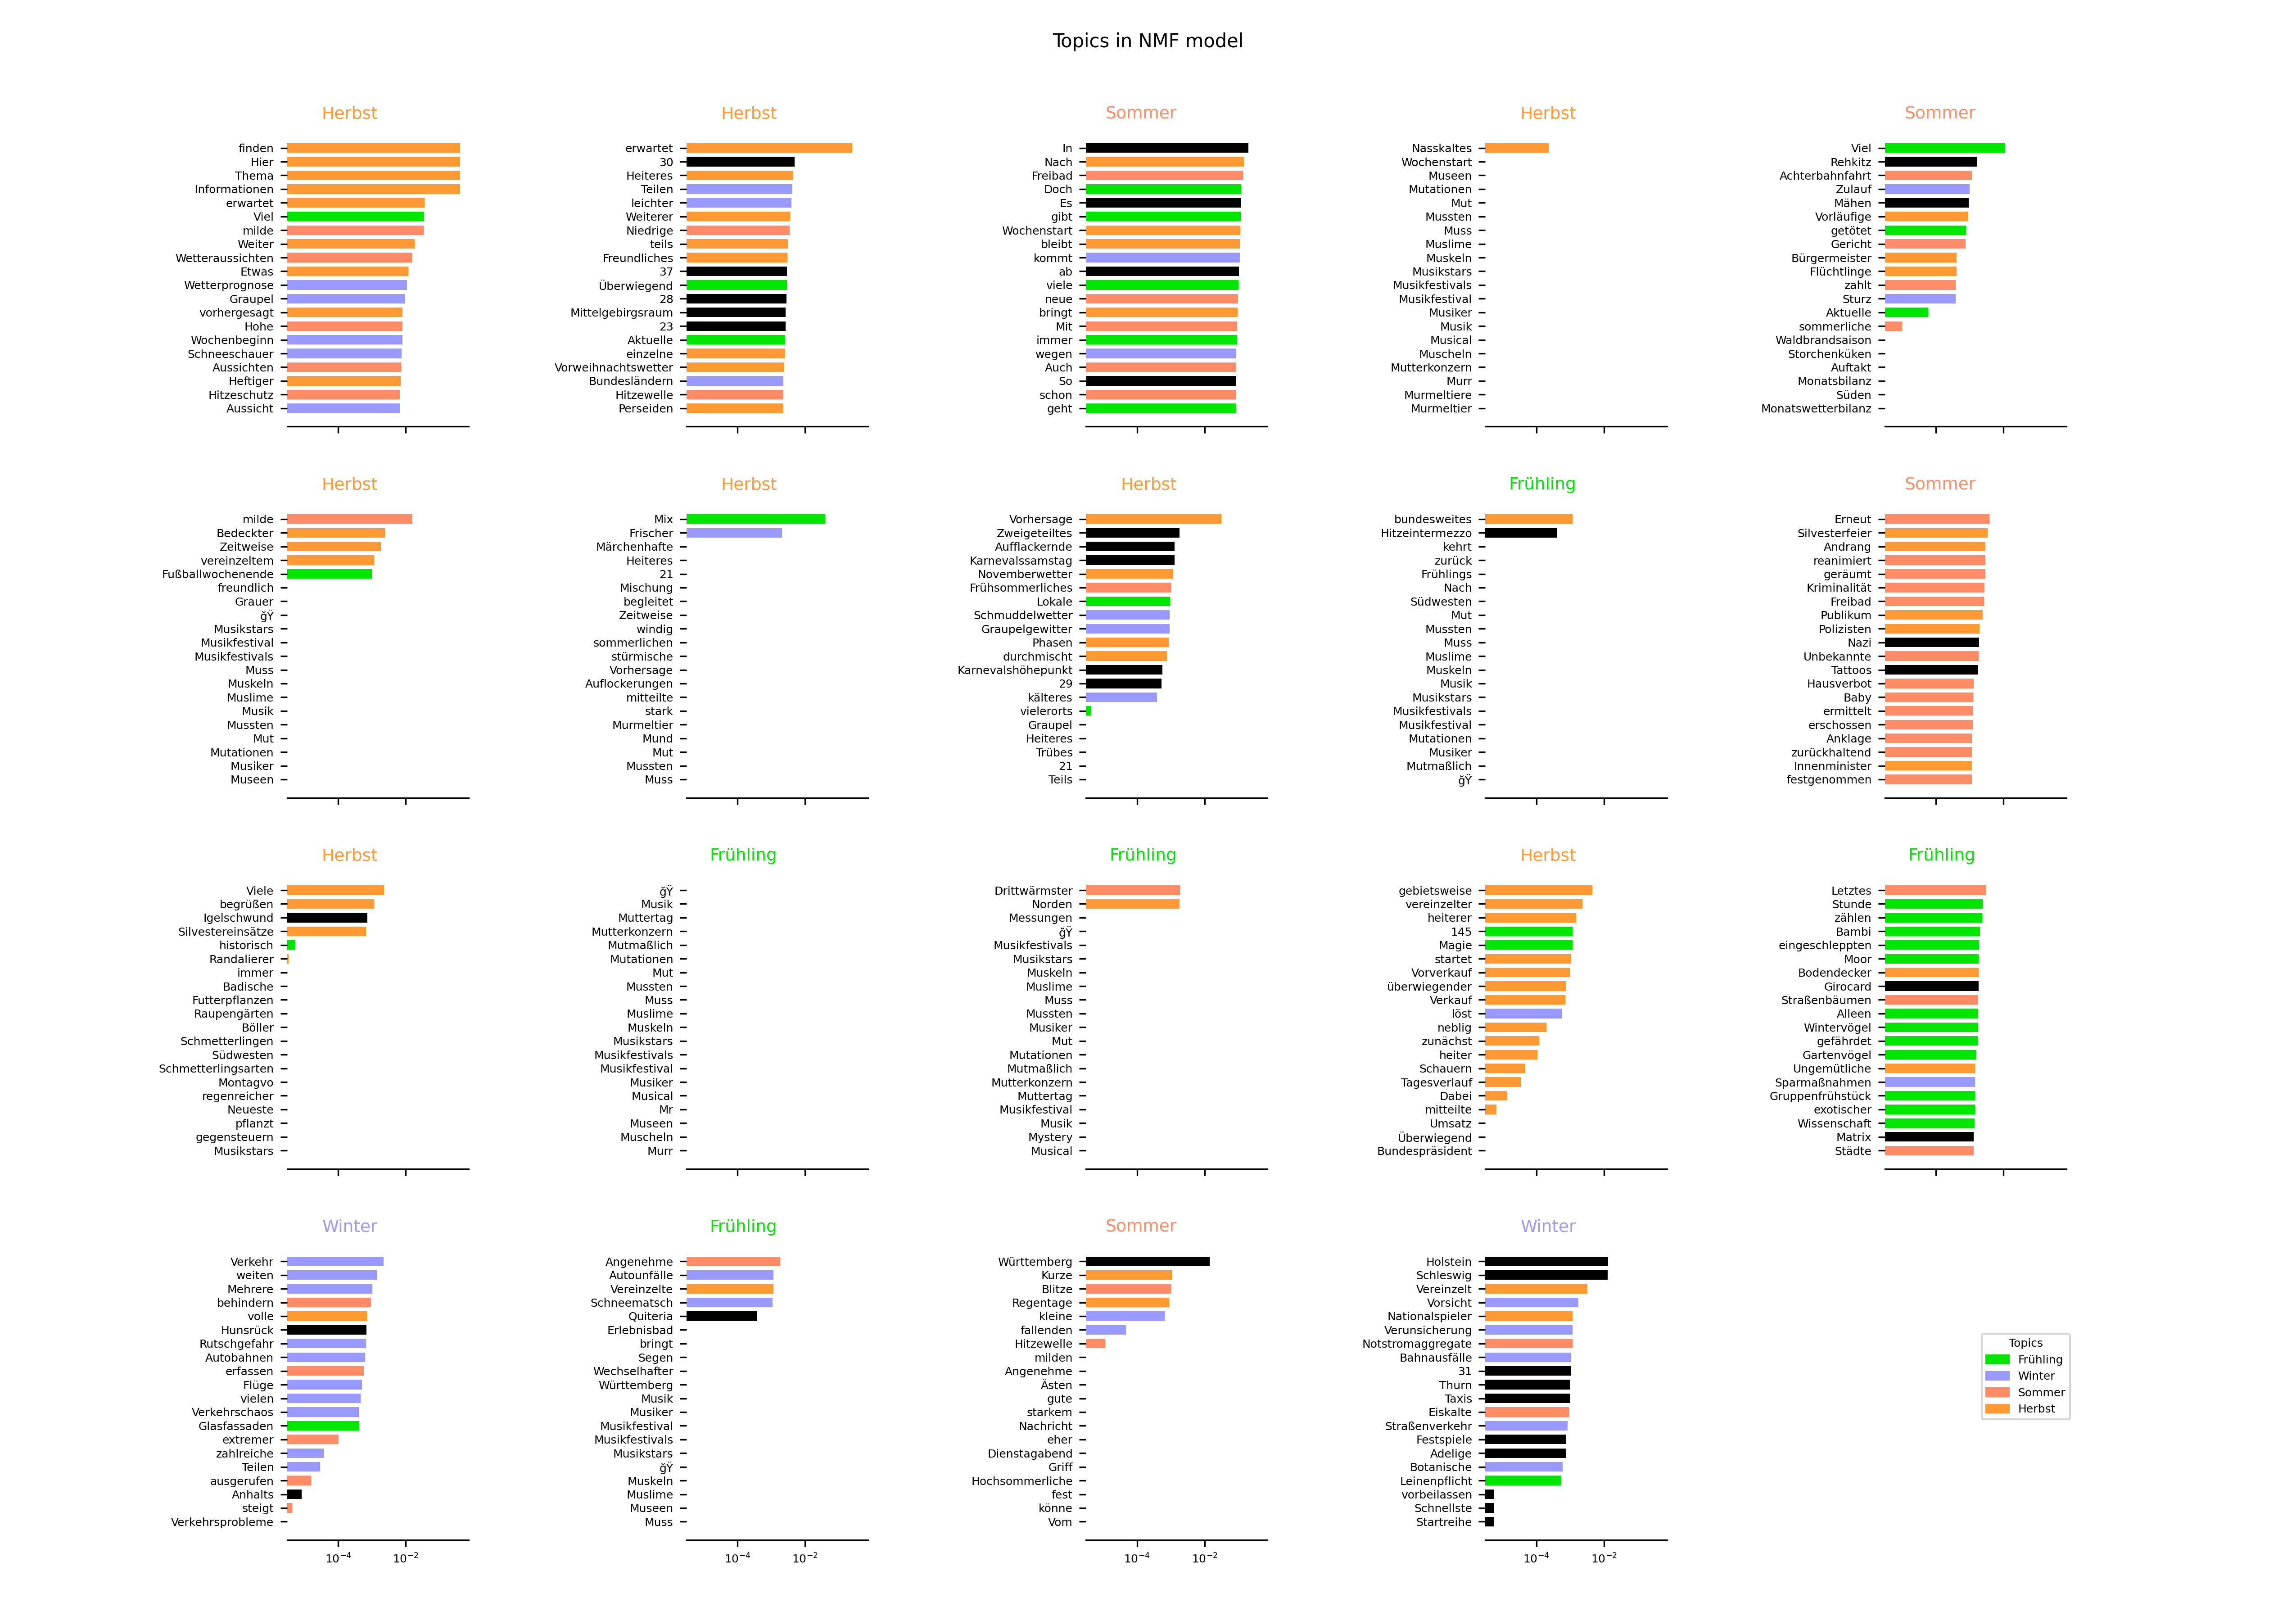 Topics in NMF model
Herbst
finden
Hier
Thema
Informationen
erwartet
Viel
milde
Weiter
Wetteraussichten
Etwas
Wetterprognose
Graupel
vorhergesagt
Hohe
Wochenbeginn
Schneeschauer
Aussichten
Heftiger
Hitzeschutz
Aussicht
Herbst
erwartet
30
Heiteres
Teilen
leichter
Weiterer
Niedrige
teils
Freundliches
37
Überwiegend
28
Mittelgebirgsraum
23
Aktuelle
einzelne
Vorweihnachtswetter
Bundesländern
Hitzewelle
Perseiden
Sommer
In
Nach
Freibad
Doch
Es
gibt
Wochenstart
bleibt
kommt
ab
viele
neue
bringt
Mit
immer
wegen
Auch
So
schon
geht
Herbst
Nasskaltes
Wochenstart
Museen
Mutationen
Mut
Mussten
Muss
Muslime
Muskeln
Musikstars
Musikfestivals
Musikfestival
Musiker
Musik
Musical
Muscheln
Mutterkonzern
Murr
Murmeltiere
Murmeltier
Sommer
Viel
Rehkitz
Achterbahnfahrt
Zulauf
Mähen
Vorläufige
getötet
Gericht
Bürgermeister
Flüchtlinge
zahlt
Sturz
Aktuelle
sommerliche
Waldbrandsaison
Storchenküken
Auftakt
Monatsbilanz
Süden
Monatswetterbilanz
Herbst
milde
Bedeckter
Zeitweise
vereinzeltem
Fußballwochenende
freundlich
Grauer
ğŸ
Musikstars
Musikfestival
Musikfestivals
Muss
Muskeln
Muslime
Musik
Mussten
Mut
Mutationen
Musiker
Museen
Herbst
Mix
Frischer
Märchenhafte
Heiteres
21
Mischung
begleitet
Zeitweise
windig
sommerlichen
stürmische
Vorhersage
Auflockerungen
mitteilte
stark
Murmeltier
Mund
Mut
Mussten
Muss
Herbst
Vorhersage
Zweigeteiltes
Aufflackernde
Karnevalssamstag
Novemberwetter
Frühsommerliches
Lokale
Schmuddelwetter
Graupelgewitter
Phasen
durchmischt
Karnevalshöhepunkt
29
kälteres
vielerorts
Graupel
Heiteres
Trübes
21
Teils
Frühling
bundesweites
Hitzeintermezzo
kehrt
zurück
Frühlings
Nach
Südwesten
Mut
Mussten
Muss
Muslime
Muskeln
Musik
Musikstars
Musikfestivals
Musikfestival
Mutationen
Musiker
Mutmaßlich
ğŸ
Sommer
Erneut
Silvesterfeier
Andrang
reanimiert
geräumt
Kriminalität
Freibad
Publikum
Polizisten
Nazi
Unbekannte
Tattoos
Hausverbot
Baby
ermittelt
erschossen
Anklage
zurückhaltend
Innenminister
festgenommen
Herbst
Viele
begrüßen
Igelschwund
Silvestereinsätze
historisch
Randalierer
immer
Badische
Futterpflanzen
Raupengärten
Böller
Schmetterlingen
Südwesten
Schmetterlingsarten
Montagvo
regenreicher
Neueste
pflanzt
gegensteuern
Musikstars
Frühling
ğŸ
Musik
Muttertag
Mutterkonzern
Mutmaßlich
Mutationen
Mut
Mussten
Muss
Muslime
Muskeln
Musikstars
Musikfestivals
Musikfestival
Musiker
Musical
Mr
Museen
Muscheln
Murr
Frühling
Drittwärmster
Norden
Messungen
ğŸ
Musikfestivals
Musikstars
Muskeln
Muslime
Muss
Mussten
Musiker
Mut
Mutationen
Mutmaßlich
Mutterkonzern
Muttertag
Musikfestival
Musik
Mystery
Musical
Herbst
gebietsweise
vereinzelter
heiterer
145
Magie
startet
Vorverkauf
überwiegender
Verkauf
löst
neblig
zunächst
heiter
Schauern
Tagesverlauf
Dabei
mitteilte
Umsatz
Überwiegend
Bundespräsident
Frühling
Letztes
Stunde
zählen
Bambi
eingeschleppten
Moor
Bodendecker
Girocard
Straßenbäumen
Alleen
Wintervögel
gefährdet
Gartenvögel
Ungemütliche
Sparmaßnahmen
Gruppenfrühstück
exotischer
Wissenschaft
Matrix
Städte
Winter
Verkehr
weiten
Mehrere
behindern
volle
Hunsrück
Rutschgefahr
Autobahnen
erfassen
Flüge
vielen
Verkehrschaos
Glasfassaden
extremer
zahlreiche
Teilen
ausgerufen
Anhalts
steigt
Verkehrsprobleme
10⁻⁴ 10⁻²
Frühling
Angenehme
Autounfälle
Vereinzelte
Schneematsch
Quiteria
Erlebnisbad
bringt
Segen
Wechselhafter
Württemberg
Musik
Musiker
Musikfestival
Musikfestivals
Musikstars
ğŸ
Muskeln
Muslime
Museen
Muss
10⁻⁴ 10⁻²
Sommer
Württemberg
Kurze
Blitze
Regentage
kleine
fallenden
Hitzewelle
milden
Angenehme
Ästen
gute
starkem
Nachricht
eher
Dienstagabend
Griff
Hochsommerliche
fest
könne
Vom
10⁻⁴ 10⁻²
Winter
Holstein
Schleswig
Vereinzelt
Vorsicht
Nationalspieler
Verunsicherung
Notstromaggregate
Bahnausfälle
31
Thurn
Taxis
Eiskalte
Straßenverkehr
Festspiele
Adelige
Botanische
Leinenpflicht
vorbeilassen
Schnellste
Startreihe
10⁻⁴ 10⁻²
Topics
Frühling
Winter
Sommer
Herbst